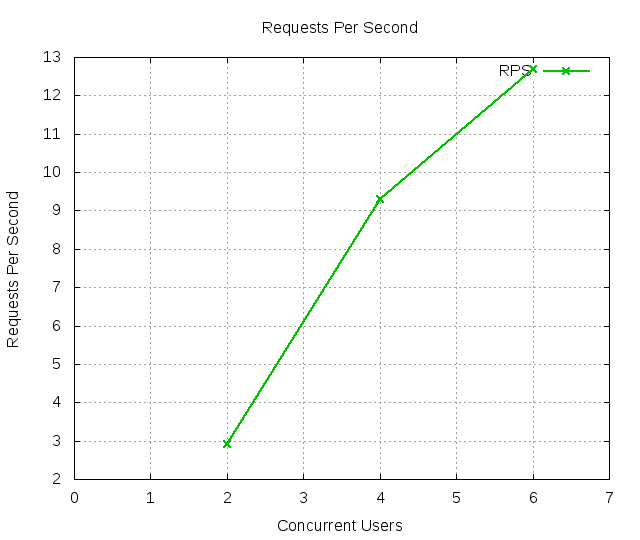 Requests Per Second
RPS
13
12
11
10
9
8
7
6
5
4
3
2
Requests Per Second
0 1 2 3 4 5 6 7
Concurrent Users